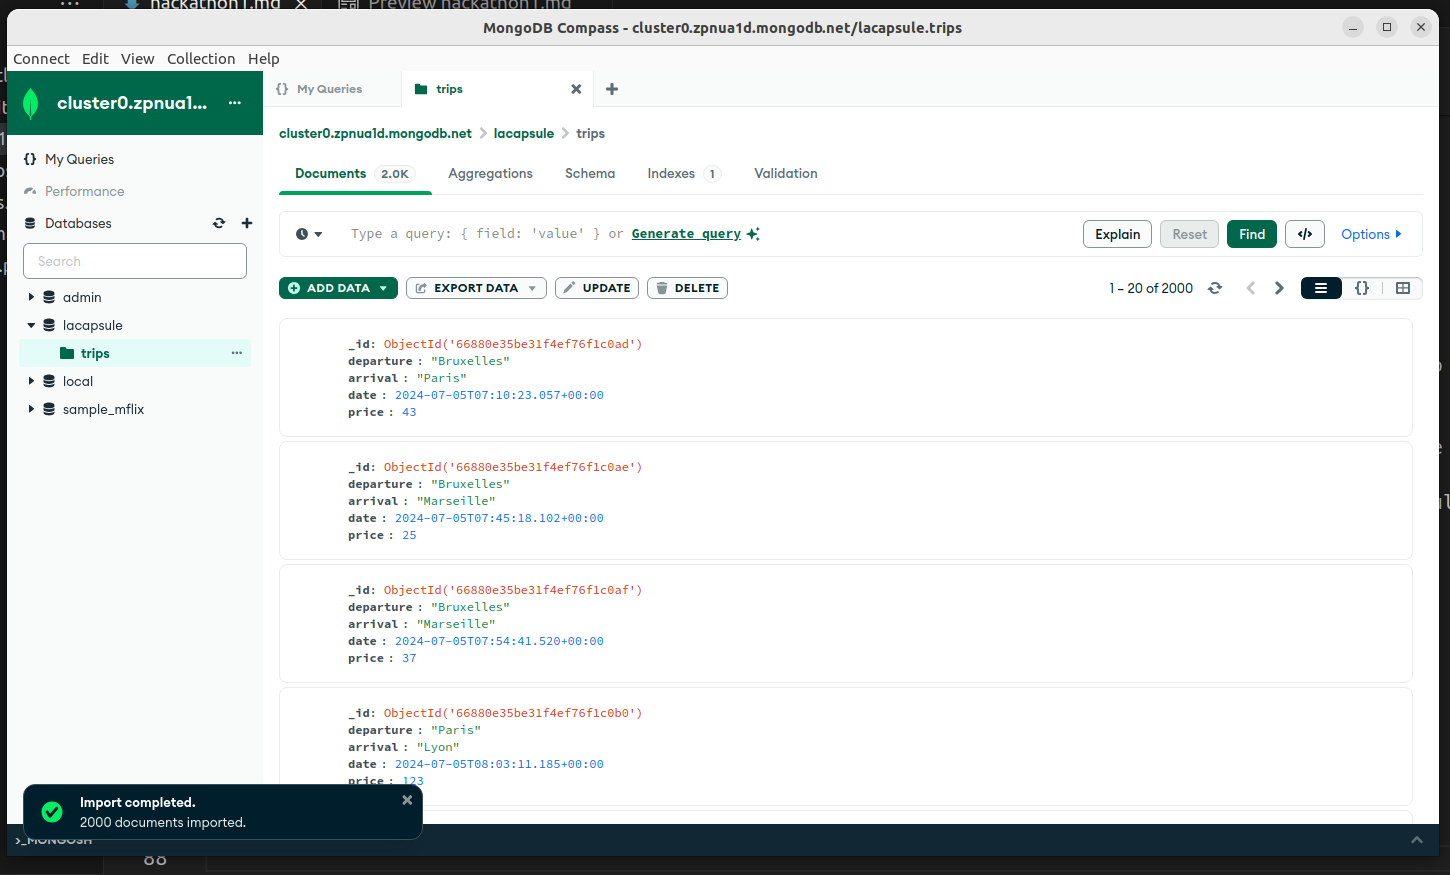 hackathon1.md
Preview hackathon1.md
MongoDB Compass - cluster0.zpnua1d.mongodb.net/lacapsule.trips
Connect Edit View Collection Help
cluster0.zpnua1... ···
{} My Queries
trips
My Queries
Performance
Databases
Search
admin
lacapsule
trips ···
local
sample_mflix
cluster0.zpnua1d.mongodb.net > lacapsule > trips
Documents 2.0K Aggregations Schema Indexes 1 Validation
Type a query: { field: 'value' } or Generate query
Explain Reset Find </> Options
ADD DATA EXPORT DATA UPDATE DELETE
1 – 20 of 2000
_id: ObjectId('66880e35be31f4ef76f1c0ad')
departure : "Bruxelles"
arrival : "Paris"
date : 2024-07-05T07:10:23.057+00:00
price : 43
_id: ObjectId('66880e35be31f4ef76f1c0ae')
departure : "Bruxelles"
arrival : "Marseille"
date : 2024-07-05T07:45:18.102+00:00
price : 25
_id: ObjectId('66880e35be31f4ef76f1c0af')
departure : "Bruxelles"
arrival : "Marseille"
date : 2024-07-05T07:54:41.520+00:00
price : 37
_id: ObjectId('66880e35be31f4ef76f1c0b0')
departure : "Paris"
arrival : "Lyon"
date : 2024-07-05T08:03:11.185+00:00
price : 123
Import completed.
2000 documents imported.
>_MONGOSH
88